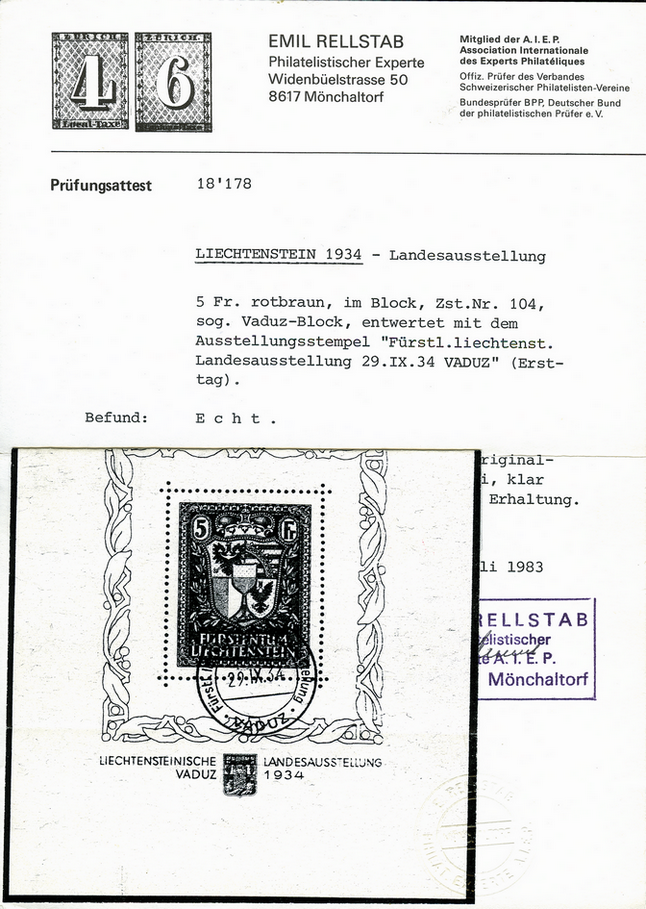 ZÜRICH ZÜRICH
4 6
Local-Taxe
EMIL RELLSTAB
Philatelistischer Experte
Widenbüelstrasse 50
8617 Mönchaltorf
Mitglied der A. I. E. P.
Association Internationale
des Experts Philatéliques
Offiz. Prüfer des Verbandes
Schweizerischer Philatelisten-Vereine
Bundesprüfer BPP, Deutscher Bund
der philatelistischen Prüfer e. V.
Prüfungsattest 18'178
LIECHTENSTEIN 1934 - Landesausstellung
5 Fr. rotbraun, im Block, Zst.Nr. 104,
sog. Vaduz-Block, entwertet mit dem
Ausstellungsstempel "Fürstl.liechtenst.
Landesausstellung 29.IX.34 VADUZ" (Erst-
tag).
Befund: E c h t .
riginal-
i, klar
Erhaltung.
li 1983
RELLSTAB
elistischer
e A. I. E. P.
Mönchaltorf
5 Fr
FÜRSTENTUM
LIECHTENSTEIN
29.IX.34
VADUZ
LIECHTENSTEINISCHE LANDESAUSSTELLUNG
VADUZ 1934